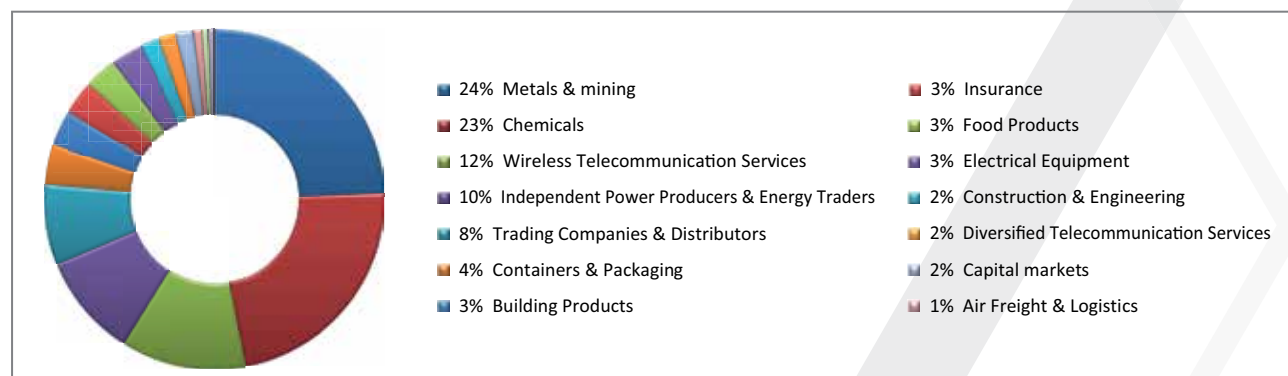 24% Metals & mining
23% Chemicals
12% Wireless Telecommunication Services
10% Independent Power Producers & Energy Traders
8% Trading Companies & Distributors
4% Containers & Packaging
3% Building Products
3% Insurance
3% Food Products
3% Electrical Equipment
2% Construction & Engineering
2% Diversified Telecommunication Services
2% Capital markets
1% Air Freight & Logistics